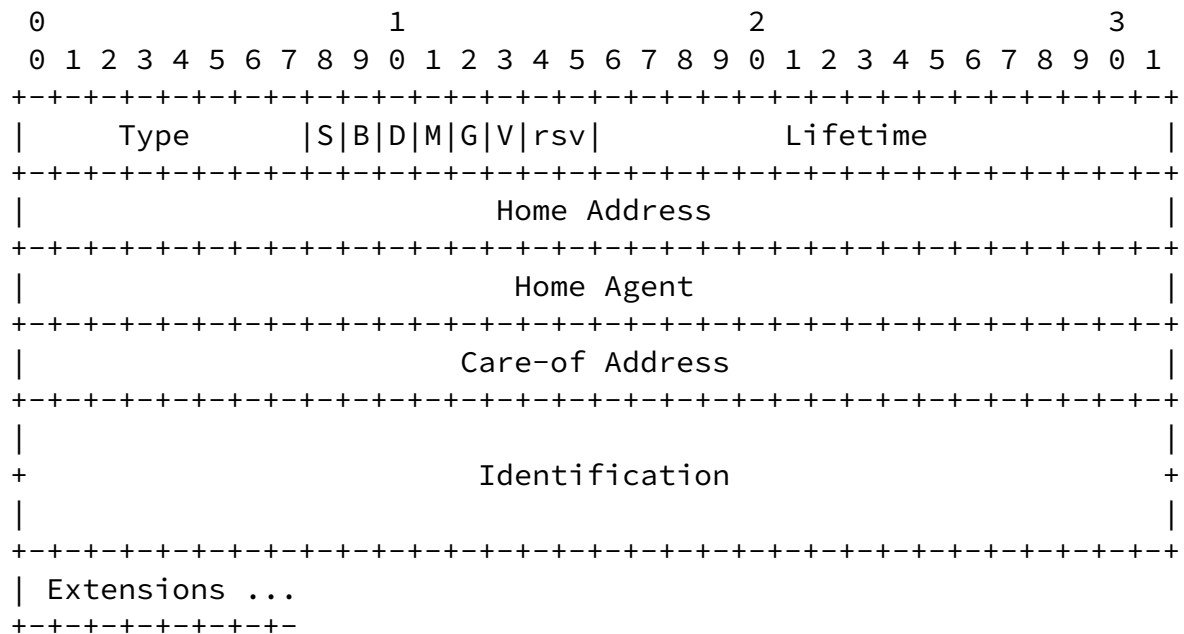 0                   1                   2                   3
 0 1 2 3 4 5 6 7 8 9 0 1 2 3 4 5 6 7 8 9 0 1 2 3 4 5 6 7 8 9 0 1
+-+-+-+-+-+-+-+-+-+-+-+-+-+-+-+-+-+-+-+-+-+-+-+-+-+-+-+-+-+-+-+-+
|     Type      |S|B|D|M|G|V|rsv|          Lifetime             |
+-+-+-+-+-+-+-+-+-+-+-+-+-+-+-+-+-+-+-+-+-+-+-+-+-+-+-+-+-+-+-+-+
|                          Home Address                         |
+-+-+-+-+-+-+-+-+-+-+-+-+-+-+-+-+-+-+-+-+-+-+-+-+-+-+-+-+-+-+-+-+
|                           Home Agent                          |
+-+-+-+-+-+-+-+-+-+-+-+-+-+-+-+-+-+-+-+-+-+-+-+-+-+-+-+-+-+-+-+-+
|                        Care-of Address                        |
+-+-+-+-+-+-+-+-+-+-+-+-+-+-+-+-+-+-+-+-+-+-+-+-+-+-+-+-+-+-+-+-+
|                                                               |
+                         Identification                        +
|                                                               |
+-+-+-+-+-+-+-+-+-+-+-+-+-+-+-+-+-+-+-+-+-+-+-+-+-+-+-+-+-+-+-+-+
| Extensions ...
+-+-+-+-+-+-+-+-